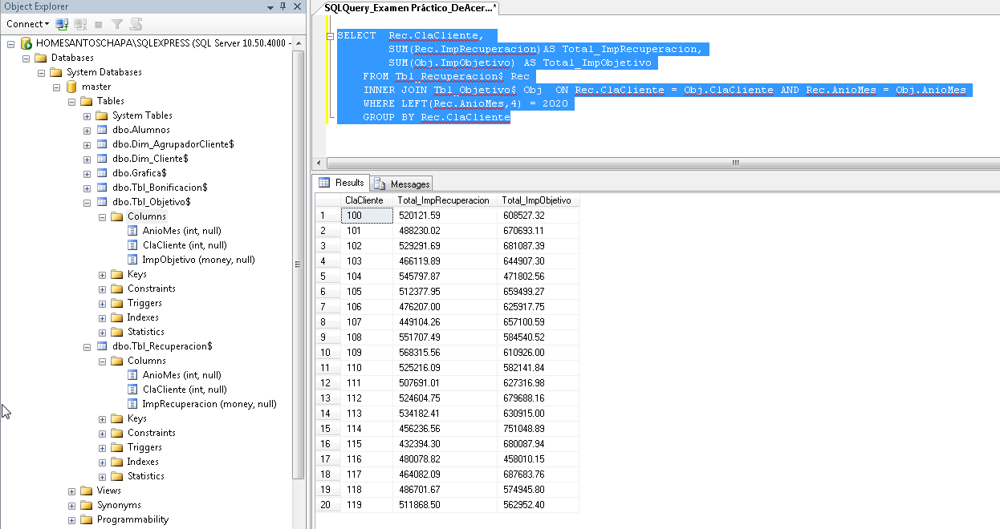 Object Explorer
Connect
HOMESANTOSCHAPA\SQLEXPRESS (SQL Server 10.50.4000 -
Databases
System Databases
master
Tables
System Tables
dbo.Alumnos
dbo.Dim_AgrupadorCliente$
dbo.Dim_Cliente$
dbo.Grafica$
dbo.Tbl_Bonificacion$
dbo.Tbl_Objetivo$
Columns
AnioMes (int, null)
ClaCliente (int, null)
ImpObjetivo (money, null)
Keys
Constraints
Triggers
Indexes
Statistics
dbo.Tbl_Recuperacion$
Columns
AnioMes (int, null)
ClaCliente (int, null)
ImpRecuperacion (money, null)
Keys
Constraints
Triggers
Indexes
Statistics
Views
Synonyms
Programmability
SQLQuery_Examen Práctico_DeAcer...*
SELECT Rec.ClaCliente,
SUM(Rec.ImpRecuperacion)AS Total_ImpRecuperacion,
SUM(Obj.ImpObjetivo) AS Total_ImpObjetivo
FROM Tbl_Recuperacion$ Rec
INNER JOIN Tbl_Objetivo$ Obj ON Rec.ClaCliente = Obj.ClaCliente AND Rec.AnioMes = Obj.AnioMes
WHERE LEFT(Rec.AnioMes,4) = 2020
GROUP BY Rec.ClaCliente
Results Messages
ClaCliente Total_ImpRecuperacion Total_ImpObjetivo
1 100 520121.59 608527.32
2 101 488230.02 670693.11
3 102 529291.69 681087.39
4 103 466119.89 644907.30
5 104 545797.87 471802.56
6 105 512377.95 659499.27
7 106 476207.00 625917.75
8 107 449104.26 657100.59
9 108 551707.49 584540.52
10 109 568315.56 610926.00
11 110 525216.09 582141.84
12 111 507691.01 627316.98
13 112 524604.75 679688.16
14 113 534182.41 630915.00
15 114 456236.56 751048.89
16 115 432394.30 680087.94
17 116 480078.82 458010.15
18 117 464082.09 687683.76
19 118 486701.67 574945.80
20 119 511868.50 562952.40